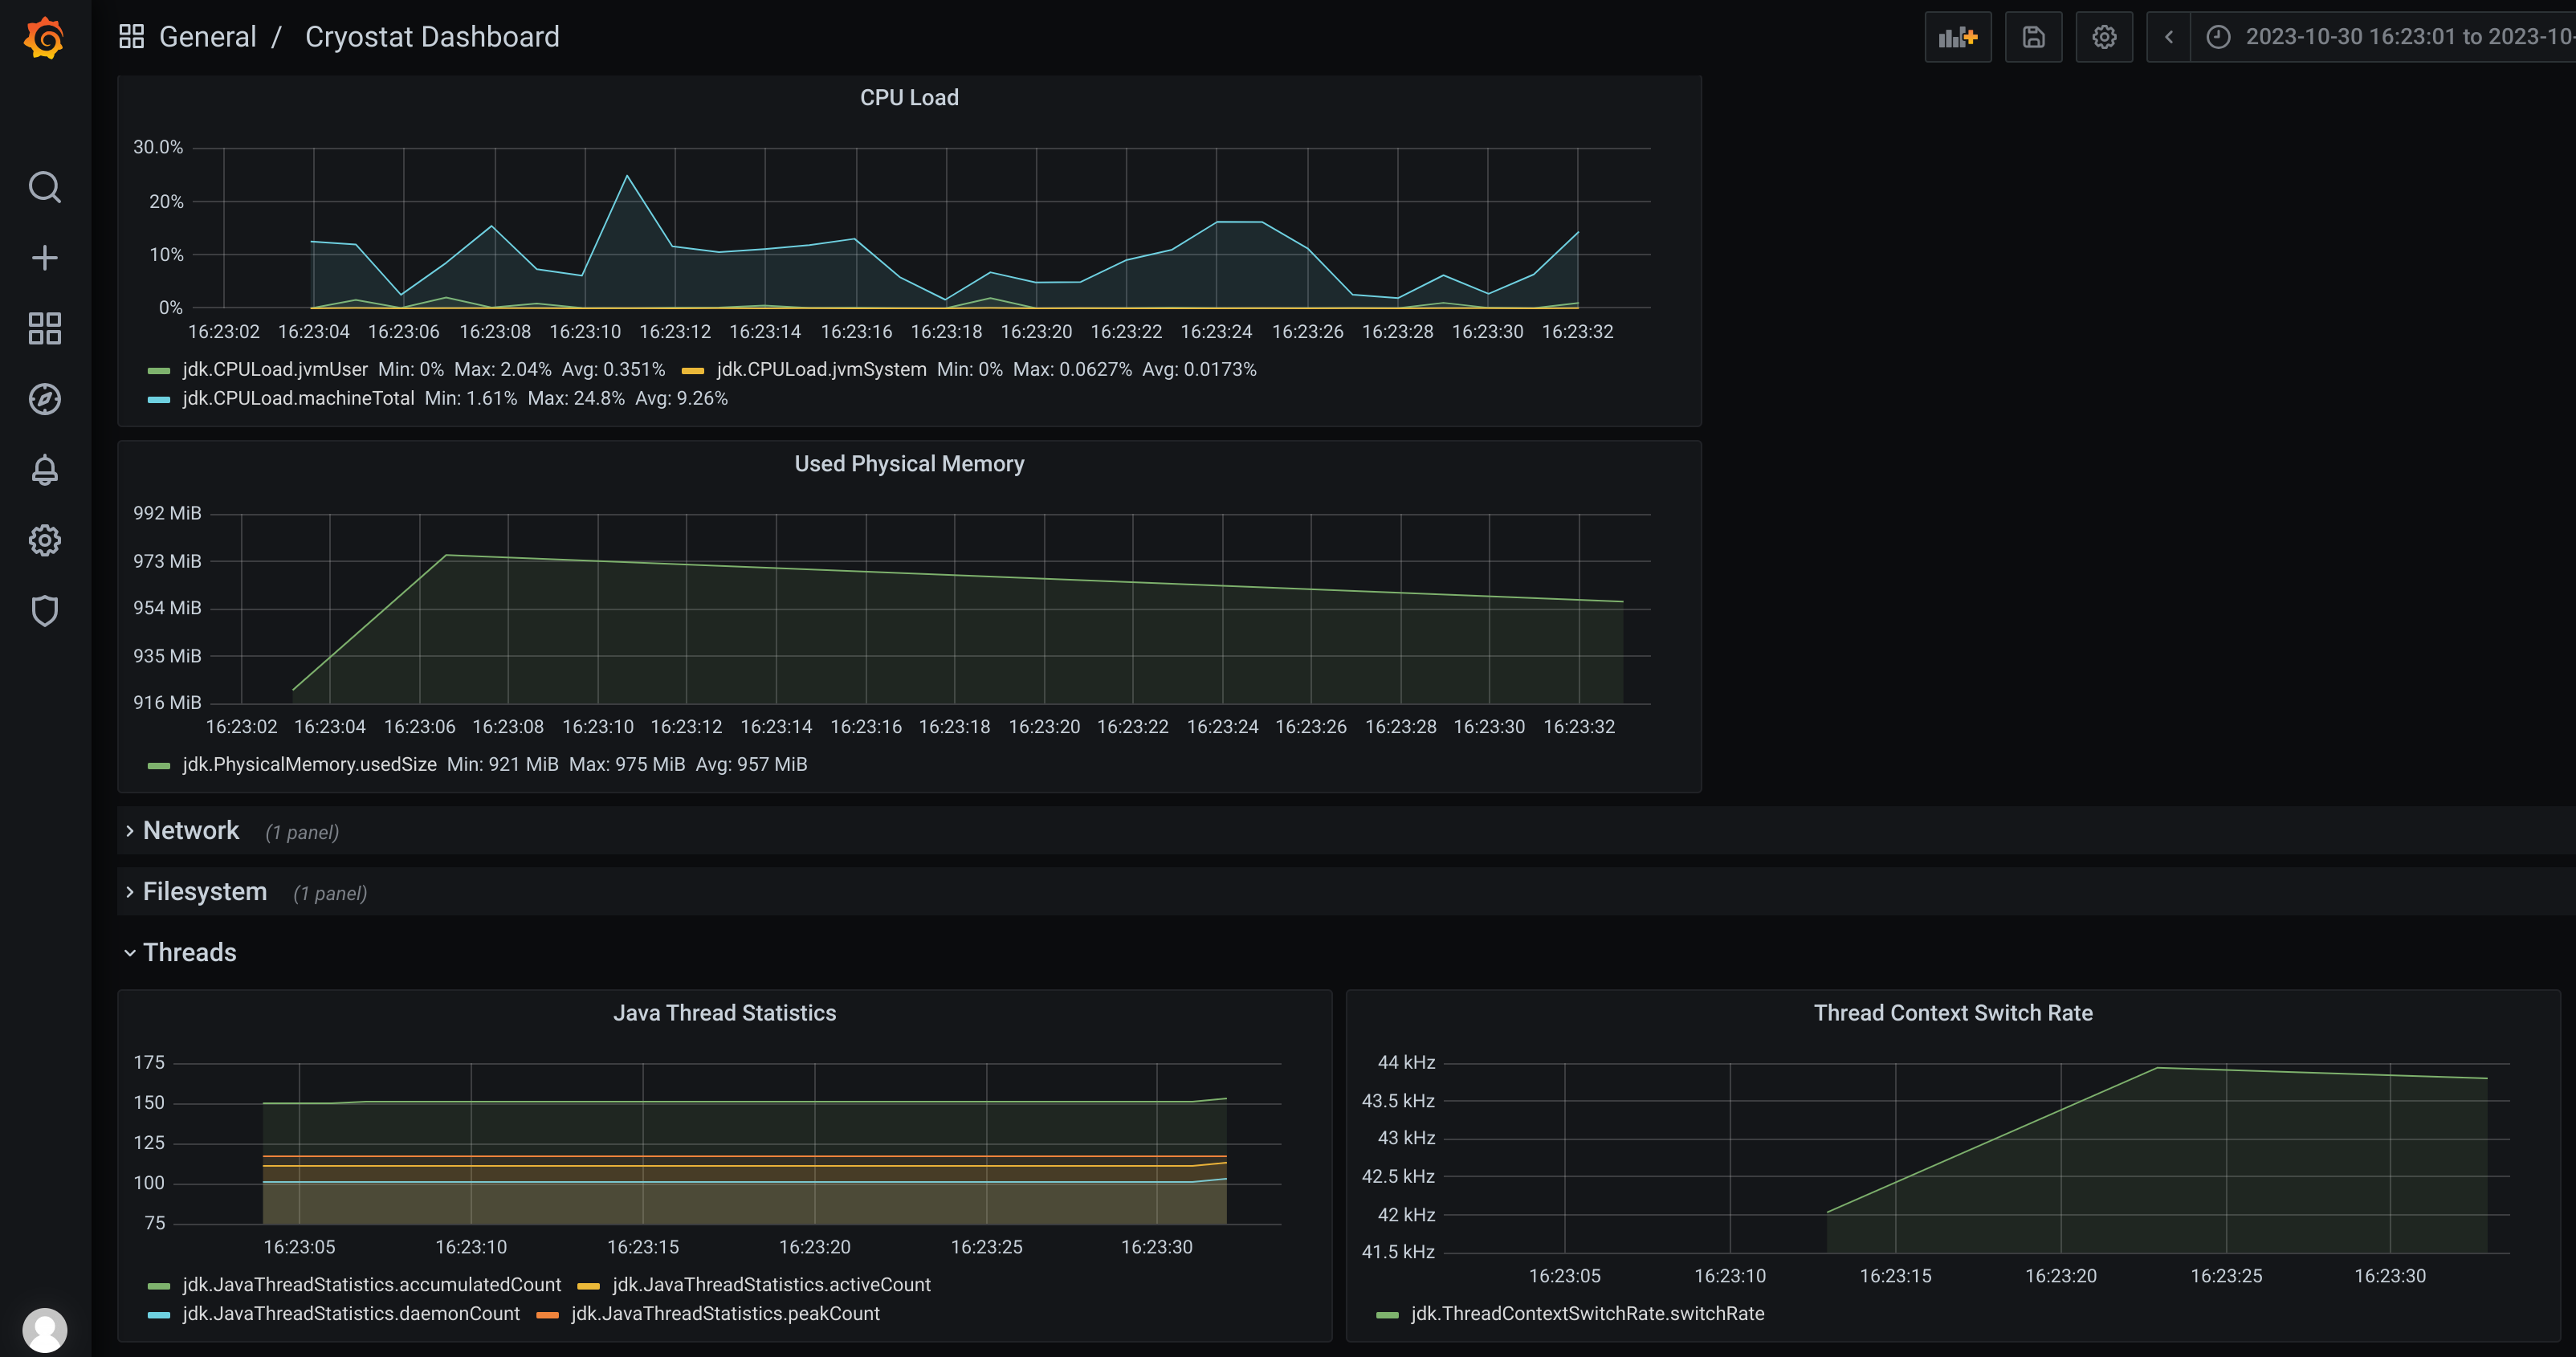 General / Cryostat Dashboard
2023-10-30 16:23:01 to 2023-10-
CPU Load
30.0%
20%
10%
0%
16:23:02 16:23:04 16:23:06 16:23:08 16:23:10 16:23:12 16:23:14 16:23:16 16:23:18 16:23:20 16:23:22 16:23:24 16:23:26 16:23:28 16:23:30 16:23:32
jdk.CPULoad.jvmUser Min: 0% Max: 2.04% Avg: 0.351% jdk.CPULoad.jvmSystem Min: 0% Max: 0.0627% Avg: 0.0173%
jdk.CPULoad.machineTotal Min: 1.61% Max: 24.8% Avg: 9.26%
Used Physical Memory
992 MiB
973 MiB
954 MiB
935 MiB
916 MiB
16:23:02 16:23:04 16:23:06 16:23:08 16:23:10 16:23:12 16:23:14 16:23:16 16:23:18 16:23:20 16:23:22 16:23:24 16:23:26 16:23:28 16:23:30 16:23:32
jdk.PhysicalMemory.usedSize Min: 921 MiB Max: 975 MiB Avg: 957 MiB
Network (1 panel)
Filesystem (1 panel)
Threads
Java Thread Statistics
175
150
125
100
75
16:23:05 16:23:10 16:23:15 16:23:20 16:23:25 16:23:30
jdk.JavaThreadStatistics.accumulatedCount jdk.JavaThreadStatistics.activeCount
jdk.JavaThreadStatistics.daemonCount jdk.JavaThreadStatistics.peakCount
Thread Context Switch Rate
44 kHz
43.5 kHz
43 kHz
42.5 kHz
42 kHz
41.5 kHz
16:23:05 16:23:10 16:23:15 16:23:20 16:23:25 16:23:30
jdk.ThreadContextSwitchRate.switchRate